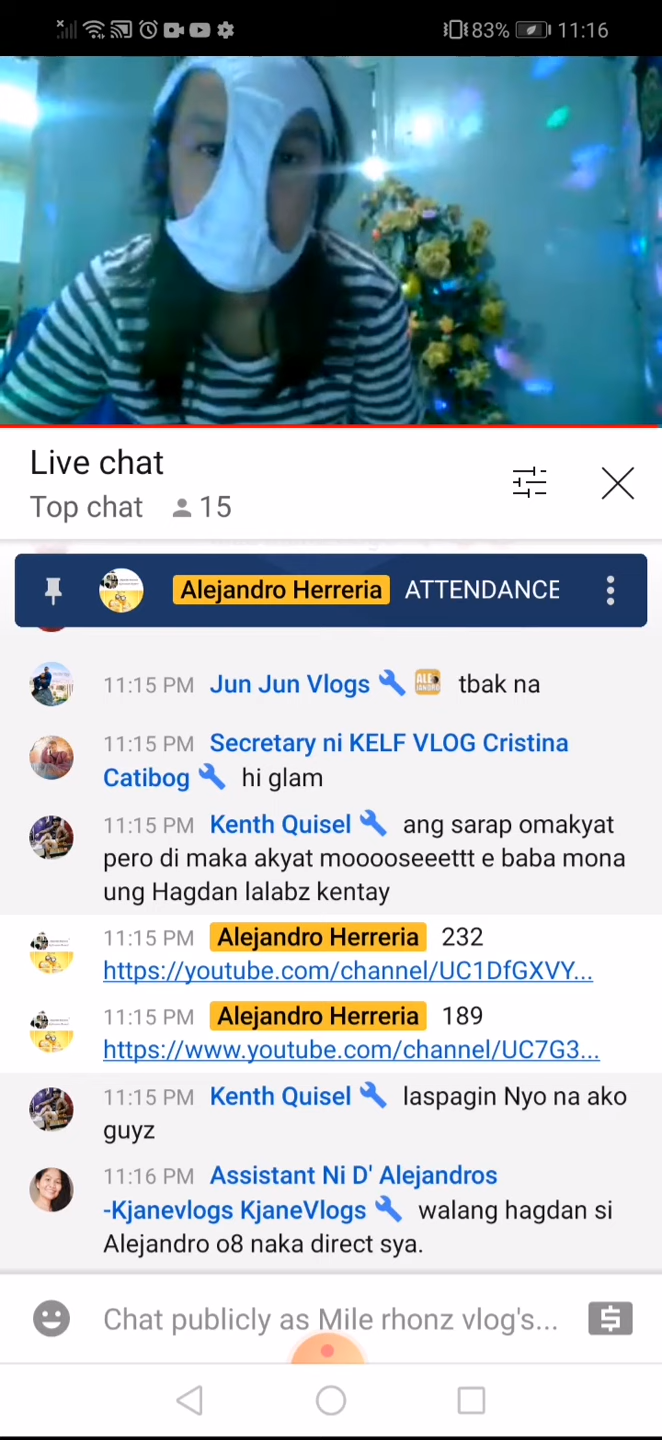 83% 11:16
Live chat
Top chat 15
Alejandro Herreria ATTENDANCE
11:15 PM Jun Jun Vlogs tbak na
11:15 PM Secretary ni KELF VLOG Cristina
Catibog hi glam
11:15 PM Kenth Quisel ang sarap omakyat
pero di maka akyat mooooseeettt e baba mona
ung Hagdan lalabz kentay
11:15 PM Alejandro Herreria 232
https://youtube.com/channel/UC1DfGXVY...
11:15 PM Alejandro Herreria 189
https://www.youtube.com/channel/UC7G3...
11:15 PM Kenth Quisel laspagin Nyo na ako
guyz
11:16 PM Assistant Ni D' Alejandros
-Kjanevlogs KjaneVlogs walang hagdan si
Alejandro o8 naka direct sya.
Chat publicly as Mile rhonz vlog's...